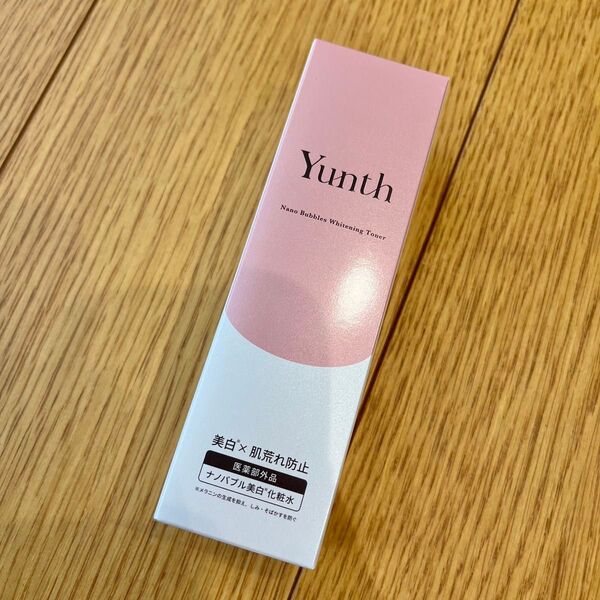 Yunth
Nano Bubbles Whitening Toner
美白※× 肌荒れ防止
医薬部外品
ナノバブル美白※化粧水
※メラニンの生成を抑え、しみ・そばかすを防ぐ